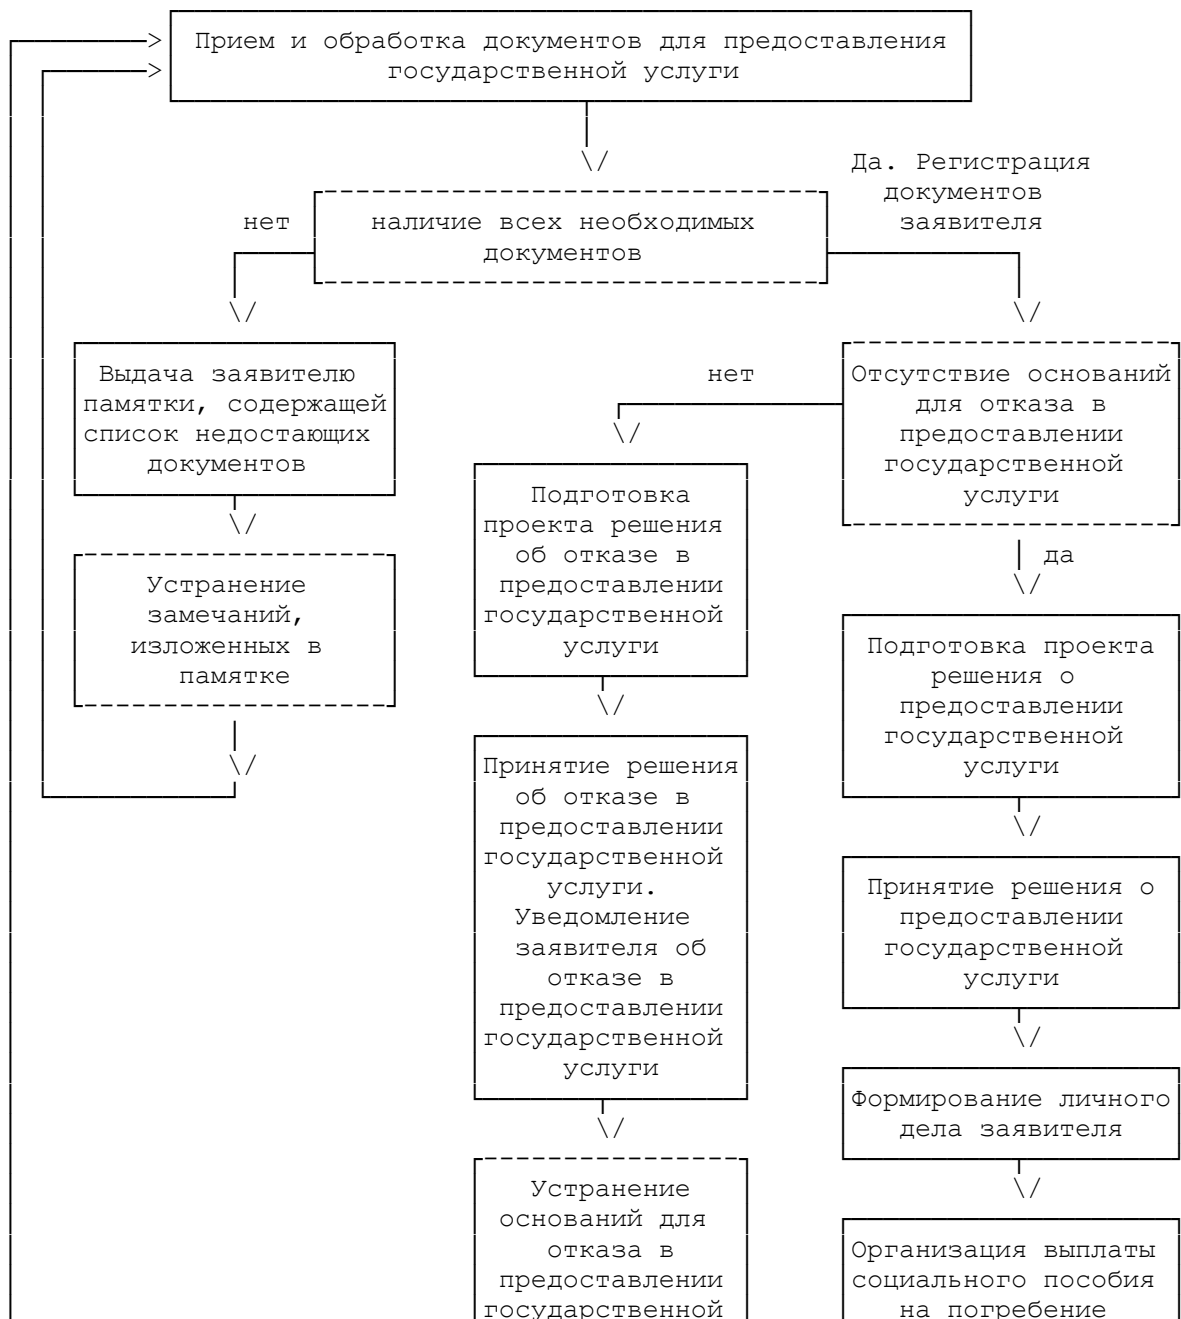 Прием и обработка документов для предоставления
государственной услуги
Да. Регистрация
документов
заявителя
нет
наличие всех необходимых
документов
Выдача заявителю
памятки, содержащей
список недостающих
документов
Устранение
замечаний,
изложенных в
памятке
нет
Подготовка
проекта решения
об отказе в
предоставлении
государственной
услуги
Принятие решения
об отказе в
предоставлении
государственной
услуги.
Уведомление
заявителя об
отказе в
предоставлении
государственной
услуги
Устранение
оснований для
отказа в
предоставлении
государственной
Отсутствие оснований
для отказа в
предоставлении
государственной
услуги
да
Подготовка проекта
решения о
предоставлении
государственной
услуги
Принятие решения о
предоставлении
государственной
услуги
Формирование личного
дела заявителя
Организация выплаты
социального пособия
на погребение